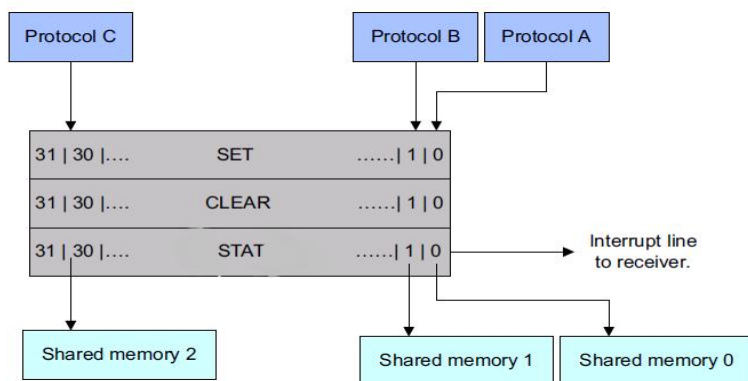 Protocol C
Protocol B
Protocol A
31 | 30 |.... SET ......| 1 | 0
31 | 30 |.... CLEAR ......| 1 | 0
31 | 30 |.... STAT ......| 1 | 0
Interrupt line
to receiver.
Shared memory 2
Shared memory 1
Shared memory 0